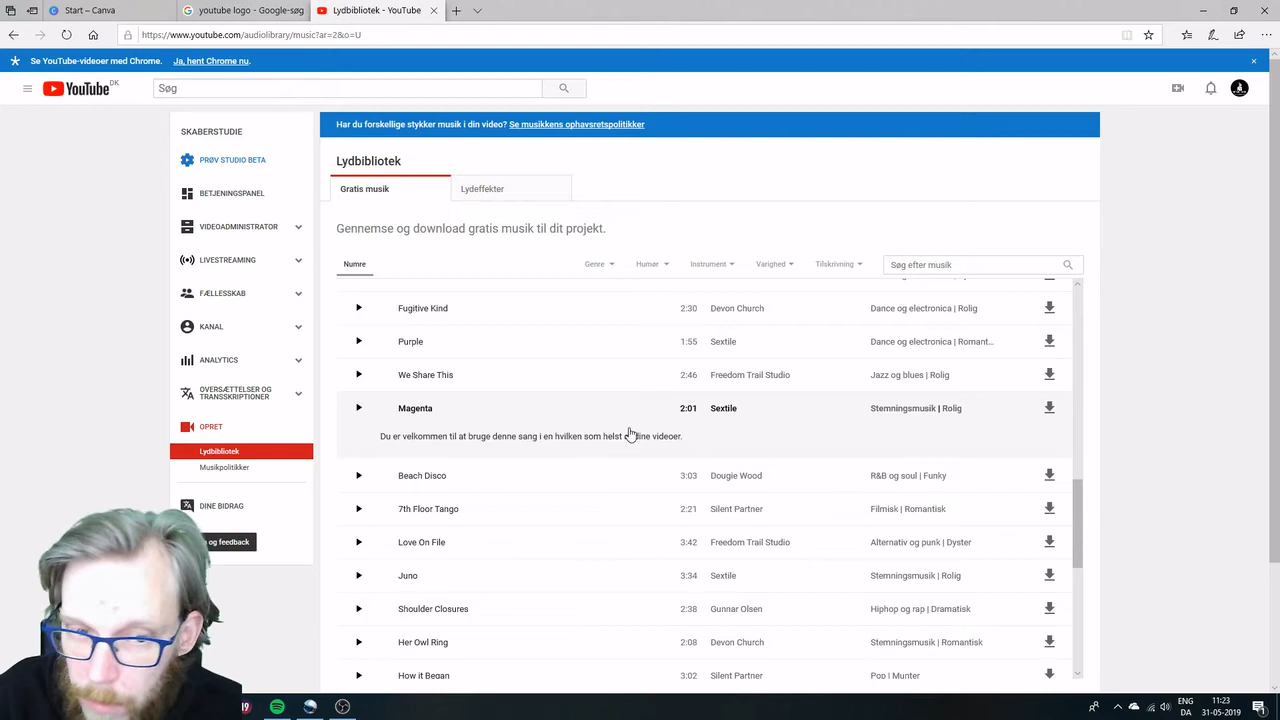 Start – Canva
youtube logo - Google-søg
Lydbibliotek - YouTube
https://www.youtube.com/audiolibrary/music?ar=2&o=U
Se YouTube-videoer med Chrome. Ja, hent Chrome nu.
YouTube DK
Søg
SKABERSTUDIE
PRØV STUDIO BETA
BETJENINGSPANEL
VIDEOADMINISTRATOR
LIVESTREAMING
FÆLLESSKAB
KANAL
ANALYTICS
OVERSÆTTELSER OG
TRANSSKRIPTIONER
OPRET
Lydbibliotek
Musikpolitikker
DINE BIDRAG
og feedback
Har du forskellige stykker musik i din video? Se musikkens ophavsretspolitikker
Lydbibliotek
Gratis musik Lydeffekter
Gennemse og download gratis musik til dit projekt.
Numre Genre Humør Instrument Varighed Tilskrivning Søg efter musik
Fugitive Kind 2:30 Devon Church Dance og electronica | Rolig
Purple 1:55 Sextile Dance og electronica | Romant...
We Share This 2:46 Freedom Trail Studio Jazz og blues | Rolig
Magenta 2:01 Sextile Stemningsmusik | Rolig
Du er velkommen til at bruge denne sang i en hvilken som helst dine videoer.
Beach Disco 3:03 Dougie Wood R&B og soul | Funky
7th Floor Tango 2:21 Silent Partner Filmisk | Romantisk
Love On File 3:42 Freedom Trail Studio Alternativ og punk | Dyster
Juno 3:34 Sextile Stemningsmusik | Rolig
Shoulder Closures 2:38 Gunnar Olsen Hiphop og rap | Dramatisk
Her Owl Ring 2:08 Devon Church Stemningsmusik | Romantisk
How it Began 3:02 Silent Partner Pop | Munter
ENG
DA
11:23
31-05-2019